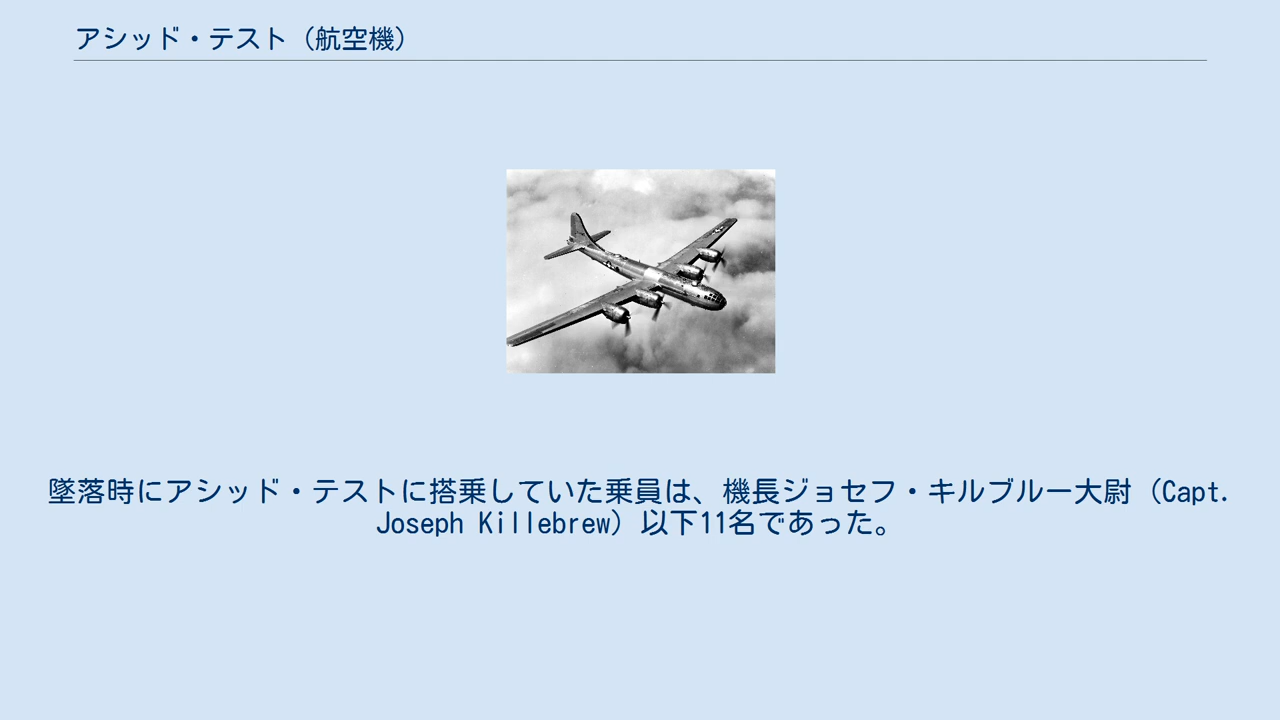 アシッド・テスト（航空機）
墜落時にアシッド・テストに搭乗していた乗員は、機長ジョセフ・キルブルー大尉（Capt.
Joseph Killebrew）以下11名であった。